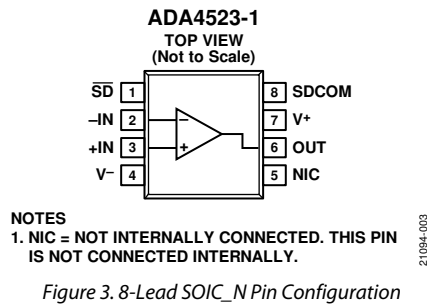 ADA4523-1
TOP VIEW
(Not to Scale)
SD 1
–IN 2
+IN 3
V– 4
8 SDCOM
7 V+
6 OUT
5 NIC
–
+
NOTES
1. NIC = NOT INTERNALLY CONNECTED. THIS PIN
IS NOT CONNECTED INTERNALLY.
21094-003
Figure 3. 8-Lead SOIC_N Pin Configuration